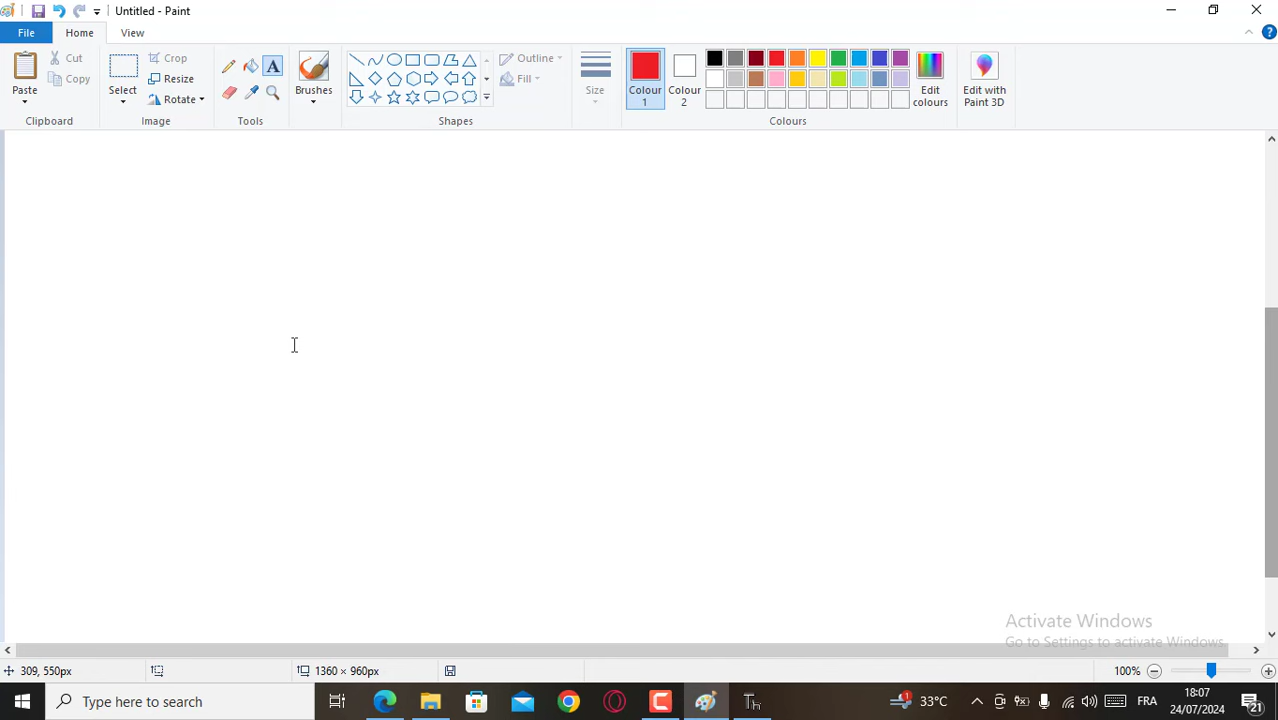 Untitled - Paint
File
Home
View
Paste
Cut
Copy
Clipboard
Select
Crop
Resize
Rotate
Image
A
Tools
Brushes
Shapes
Outline
Fill
Size
Colour 1
Colour 2
Edit colours
Colours
Edit with Paint 3D
Activate Windows
Go to Settings to activate Windows.
309, 550px
1360 × 960px
100%
Type here to search
Th
1
33°C
FRA
18:07
24/07/2024
21